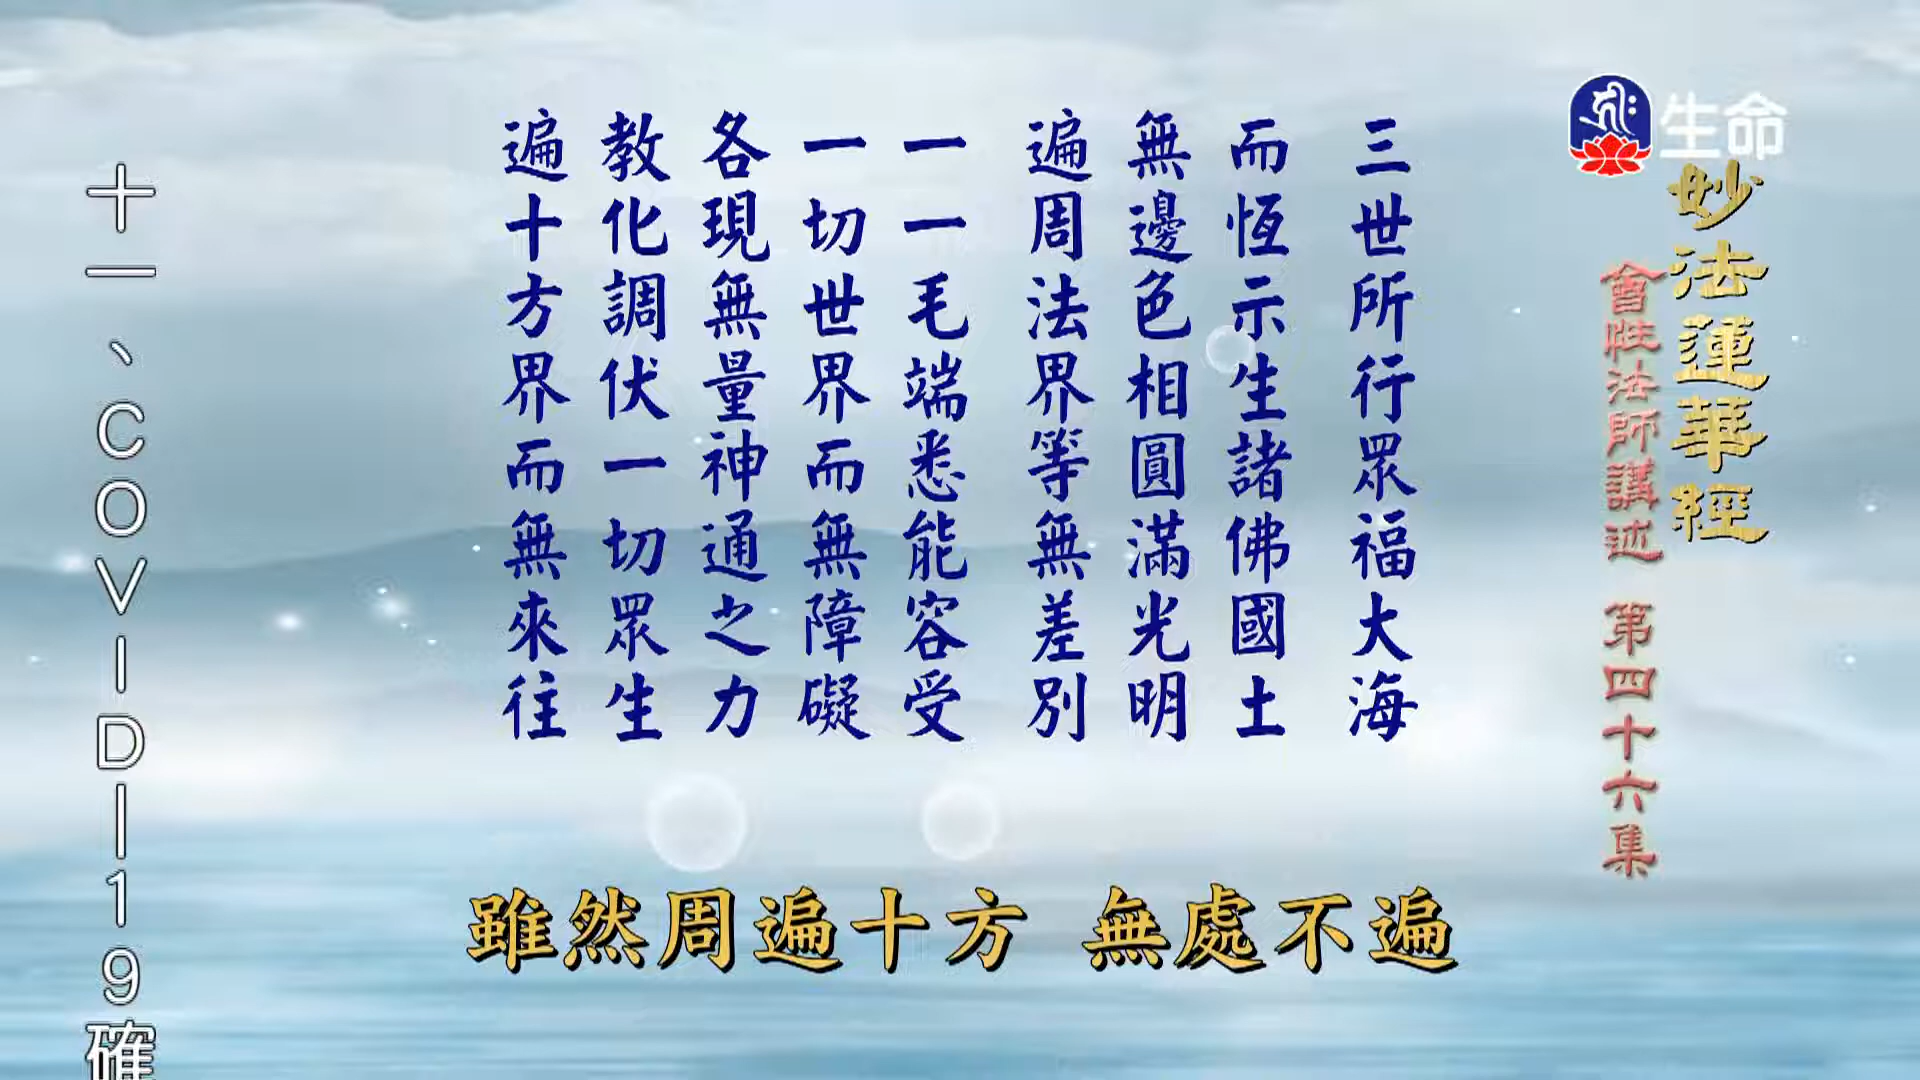 生命
妙法蓮華經
會性法師講述 第四十六集
三世所行眾福大海
而恆示生諸佛國土
無邊色相圓滿光明
遍周法界等無差別
一一毛端悉能容受
一切世界而無障礙
各現無量神通之力
教化調伏一切眾生
遍十方界而無來往
十一、COVID-19確
雖然周遍十方 無處不遍